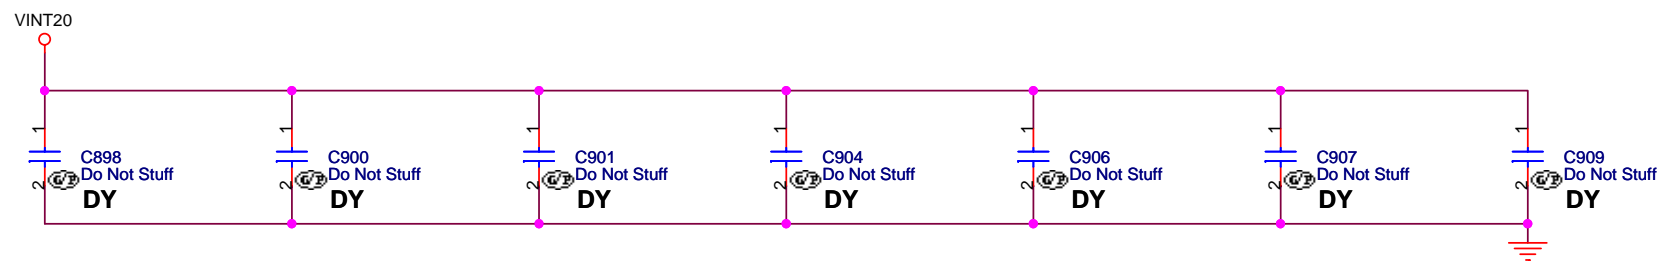 VINT20
1
C898
Do Not Stuff
2
G/P
DY
1
C900
Do Not Stuff
2
G/P
DY
1
C901
Do Not Stuff
2
G/P
DY
1
C904
Do Not Stuff
2
G/P
DY
1
C906
Do Not Stuff
2
G/P
DY
1
C907
Do Not Stuff
2
G/P
DY
1
C909
Do Not Stuff
2
G/P
DY